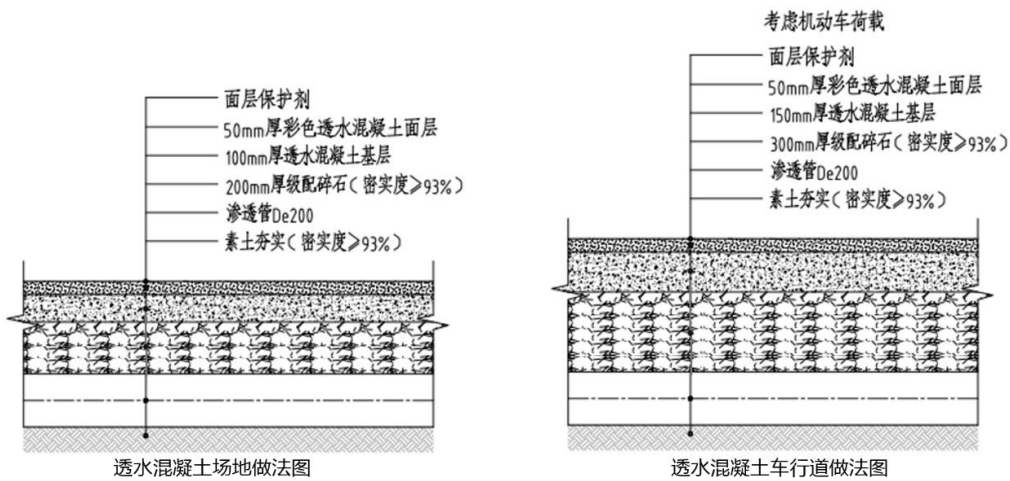 面层保护剂
50mm厚彩色透水混凝土面层
100mm厚透水混凝土基层
200mm厚级配碎石(密实度≥93%)
渗透管De200
素土夯实(密实度≥93%)
透水混凝土场地做法图
考虑机动车荷载
面层保护剂
50mm厚彩色透水混凝土面层
150mm厚透水混凝土基层
300mm厚级配碎石(密实度≥93%)
渗透管De200
素土夯实(密实度≥93%)
透水混凝土车行道做法图